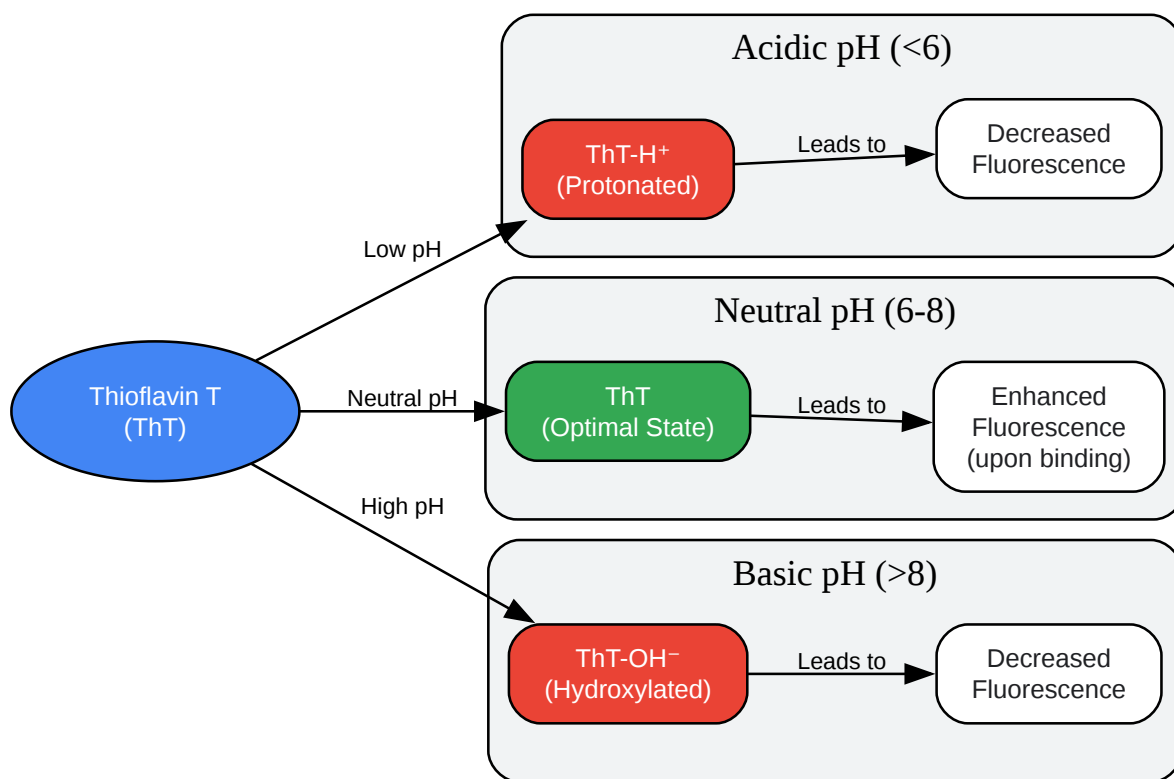 Acidic pH (<6)
ThT-H⁺
(Protonated)
Leads to
Decreased
Fluorescence
Low pH
Neutral pH (6-8)
Thioflavin T
(ThT)
Neutral pH
ThT
(Optimal State)
Leads to
Enhanced
Fluorescence
(upon binding)
High pH
Basic pH (>8)
ThT-OH⁻
(Hydroxylated)
Leads to
Decreased
Fluorescence